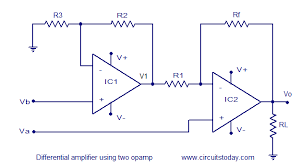 R3
R2
Rf
V+
V+
V1
R1
Vo
-
-
IC1
IC2
Vb
+
+
RL
V-
V-
Va
Differential amplifier using two opamp
www.circuitstoday.com